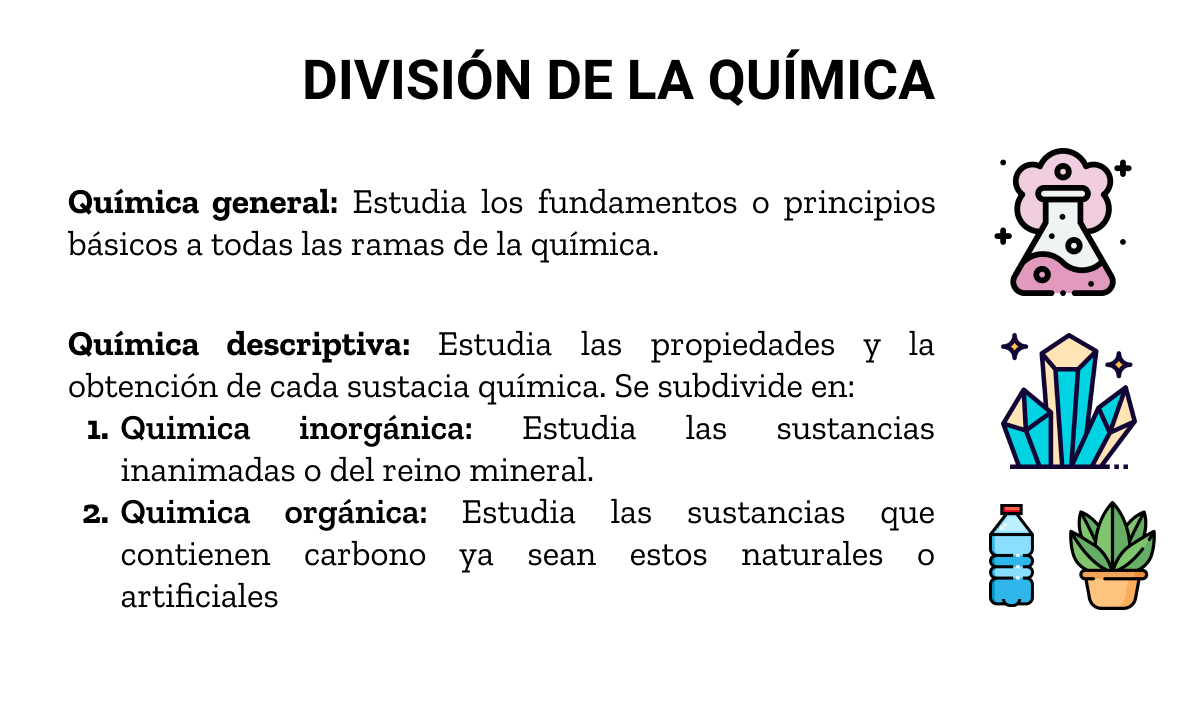 DIVISIÓN DE LA QUÍMICA
Química general: Estudia los fundamentos o principios
básicos a todas las ramas de la química.
Química descriptiva: Estudia las propiedades y la
obtención de cada sustacia química. Se subdivide en:
1. Quimica inorgánica: Estudia las sustancias
inanimadas o del reino mineral.
2. Quimica orgánica: Estudia las sustancias que
contienen carbono ya sean estos naturales o
artificiales